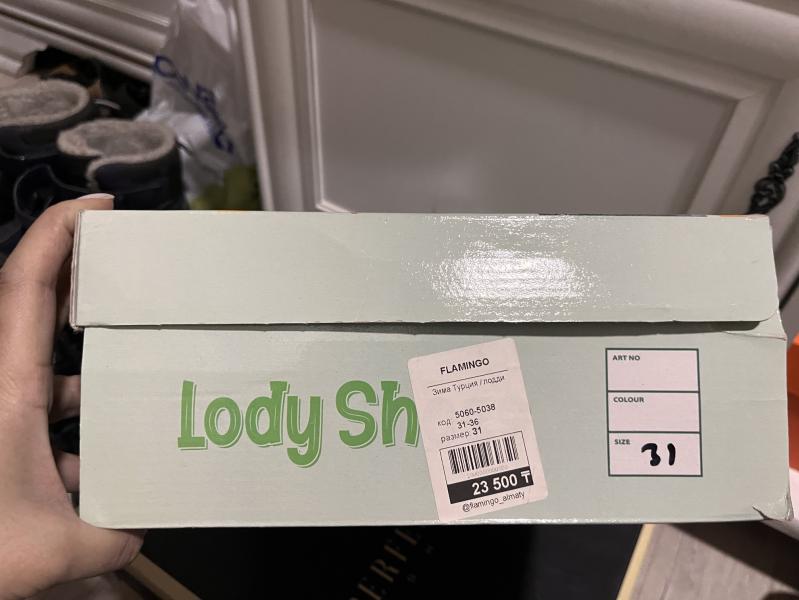 Lody Sh
FLAMINGO
Зима Турция / лодди
код: 5060-5038
31-36
размер: 31
23 500 ₸
@flamingo_almaty
ART NO
COLOUR
SIZE 31